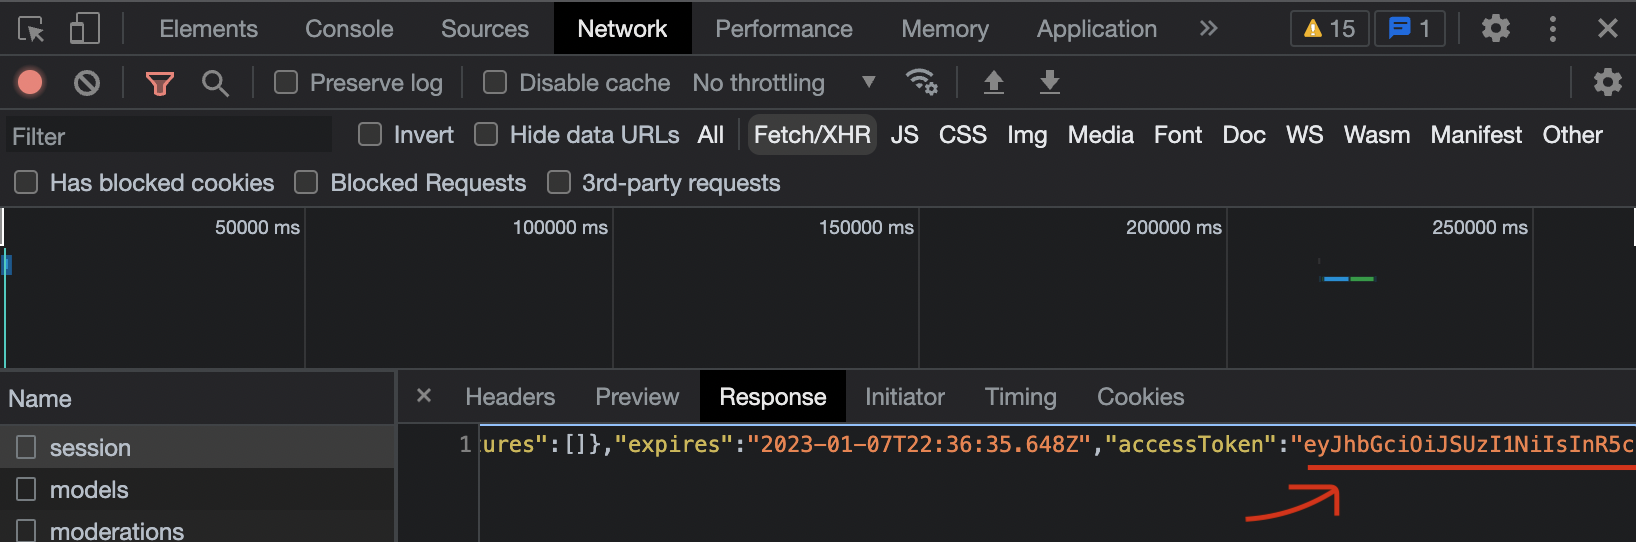 Elements Console Sources Network Performance Memory Application » 15 1
Preserve log Disable cache No throttling
Filter Invert Hide data URLs All Fetch/XHR JS CSS Img Media Font Doc WS Wasm Manifest Other
Has blocked cookies Blocked Requests 3rd-party requests
50000 ms 100000 ms 150000 ms 200000 ms 250000 ms
Name × Headers Preview Response Initiator Timing Cookies
session 1 ures":[]},"expires":"2023-01-07T22:36:35.648Z","accessToken":"eyJhbGciOiJSUzI1NiIsInR5c
models
moderations